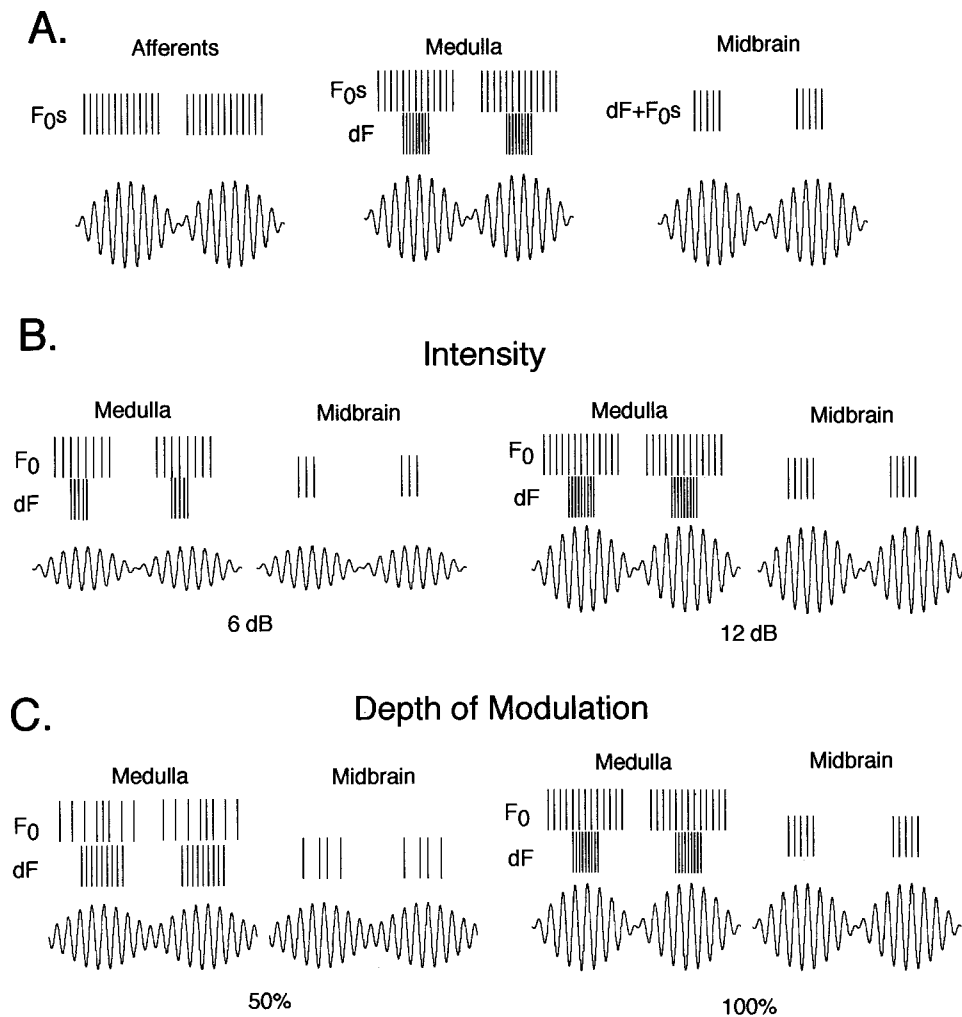 A.
Afferents
Medulla
Midbrain
F0s
F0s
dF
dF+F0s
B.
Intensity
Medulla
Midbrain
Medulla
Midbrain
F0
dF
F0
dF
6 dB
12 dB
C.
Depth of Modulation
Medulla
Midbrain
Medulla
Midbrain
F0
dF
F0
dF
50%
100%